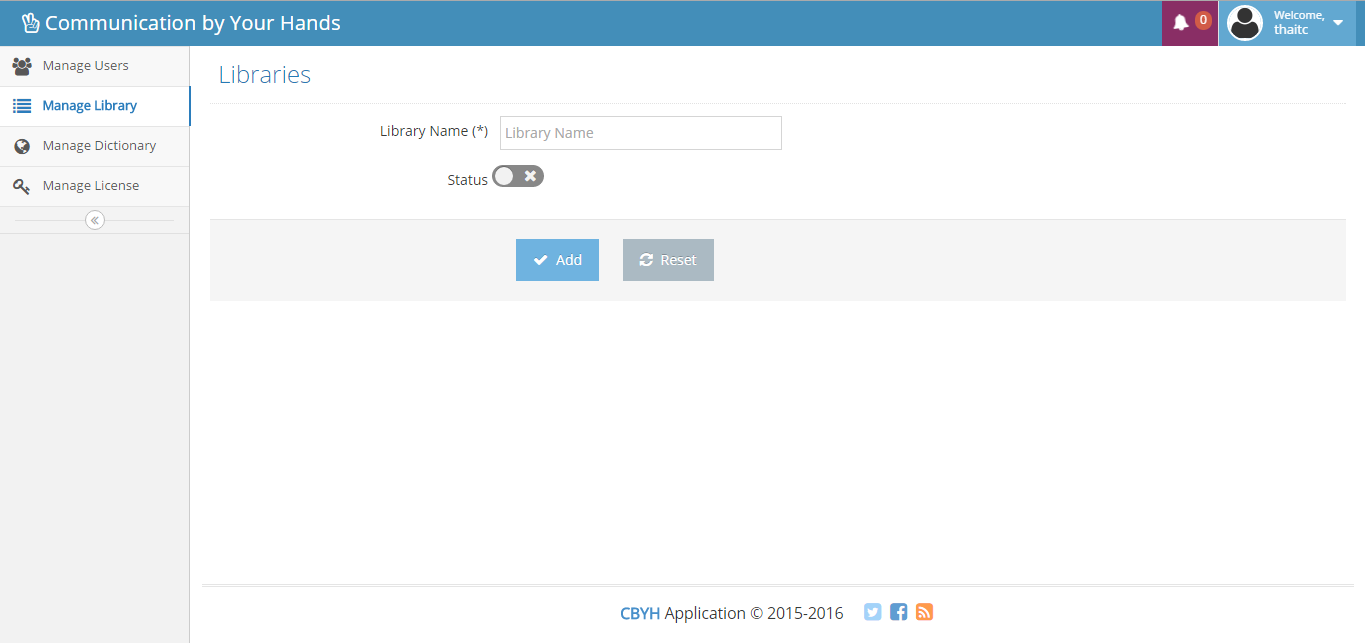 Communication by Your Hands
0
Welcome,
thaitc
Manage Users
Manage Library
Manage Dictionary
Manage License
Libraries
Library Name (*)
Library Name
Status
Add
Reset
CBYH Application © 2015-2016